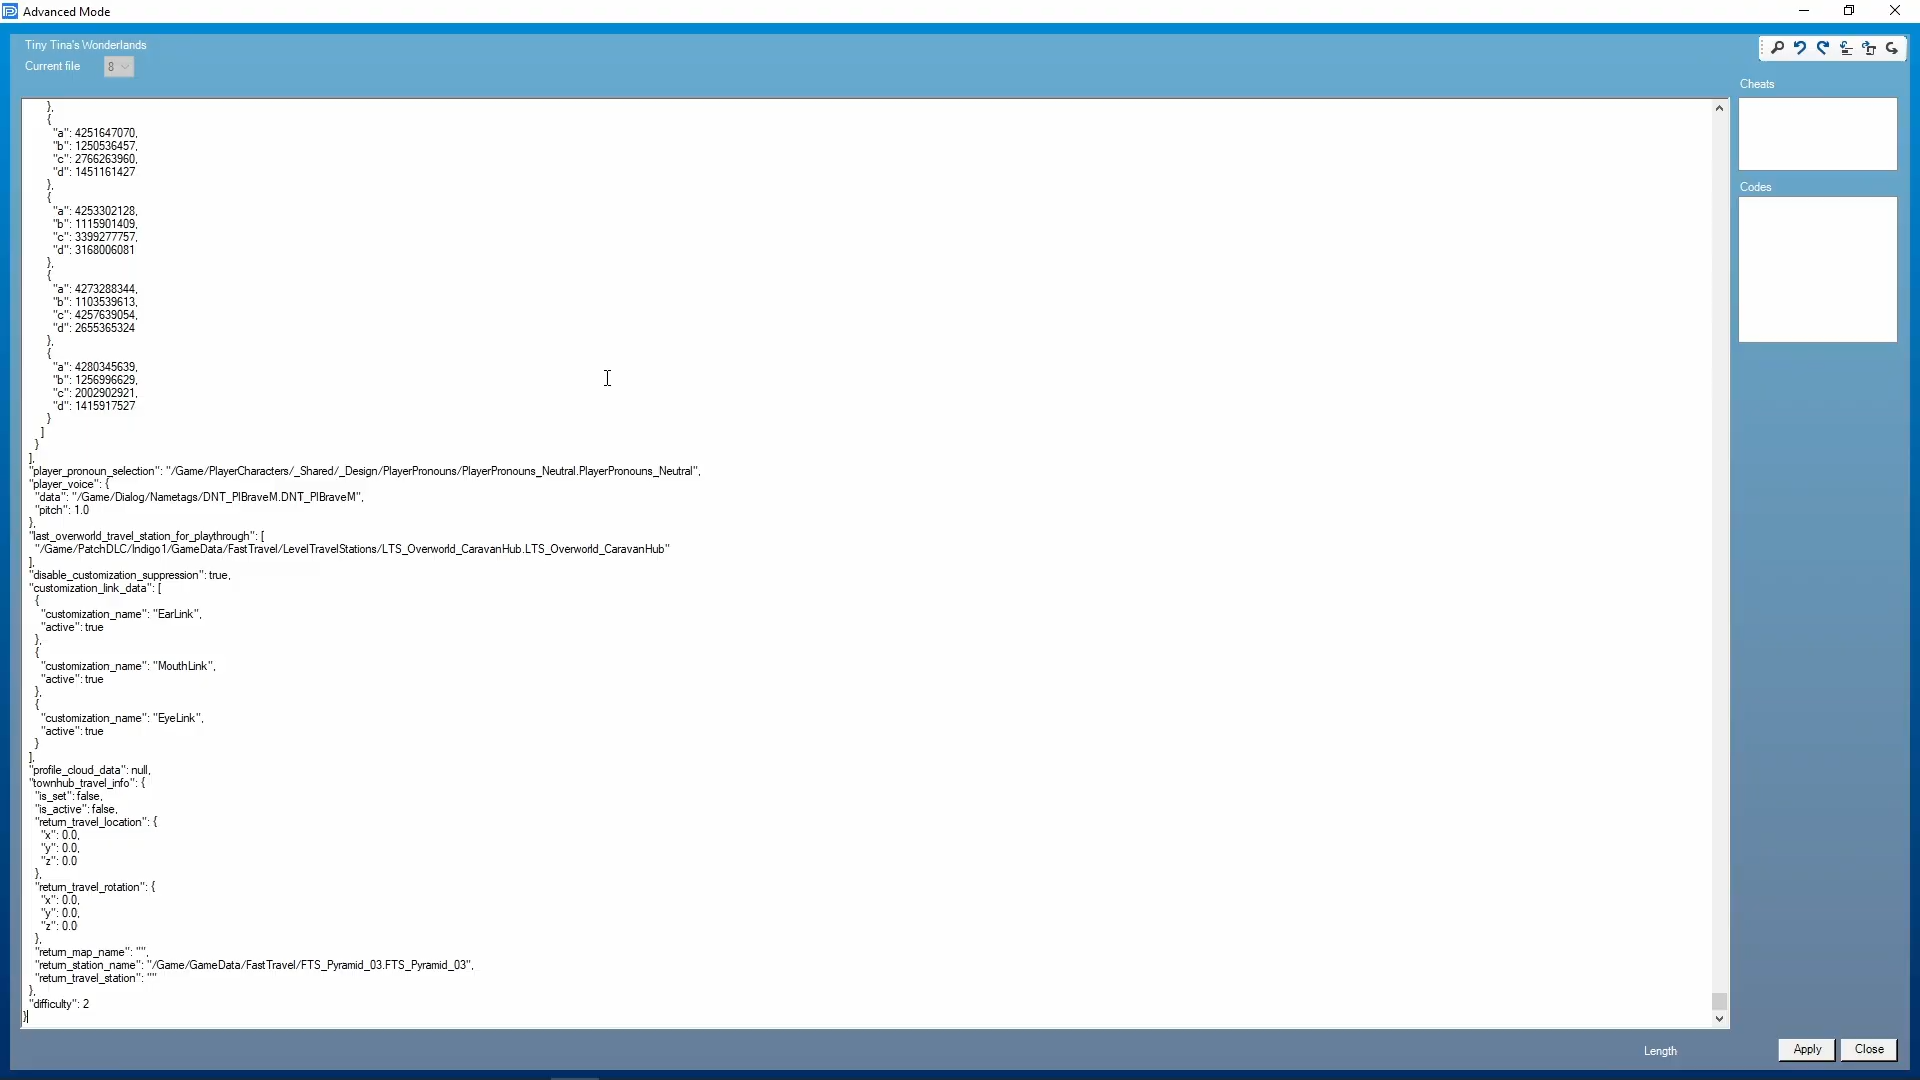 Advanced Mode
Tiny Tina's Wonderlands
Current file 8
Cheats
Codes
},
{
"a": 4251647070,
"b": 1250536457,
"c": 2766263960,
"d": 1451161427
},
{
"a": 4253302128,
"b": 1115901409,
"c": 3399277757,
"d": 3168006081
},
{
"a": 4273288344,
"b": 1103539613,
"c": 4257639054,
"d": 2655365324
},
{
"a": 4280345639,
"b": 1256996629,
"c": 2002902921,
"d": 1415917527
}
]
}
],
"player_pronoun_selection": "/Game/PlayerCharacters/_Shared/_Design/PlayerPronouns/PlayerPronouns_Neutral.PlayerPronouns_Neutral",
"player_voice": {
"data": "/Game/Dialog/Nametags/DNT_PlBraveM.DNT_PlBraveM",
"pitch": 1.0
},
"last_overworld_travel_station_for_playthrough": [
"/Game/PatchDLC/Indigo1/GameData/FastTravel/LevelTravelStations/LTS_Overworld_CaravanHub.LTS_Overworld_CaravanHub"
],
"disable_customization_suppression": true,
"customization_link_data": [
{
"customization_name": "EarLink",
"active": true
},
{
"customization_name": "MouthLink",
"active": true
},
{
"customization_name": "EyeLink",
"active": true
}
],
"profile_cloud_data": null,
"townhub_travel_info": {
"is_set": false,
"is_active": false,
"return_travel_location": {
"x": 0.0,
"y": 0.0,
"z": 0.0
},
"return_travel_rotation": {
"x": 0.0,
"y": 0.0,
"z": 0.0
},
"return_map_name": "",
"return_station_name": "/Game/GameData/FastTravel/FTS_Pyramid_03.FTS_Pyramid_03",
"return_travel_station": ""
},
"difficulty": 2
}
Length
Apply
Close